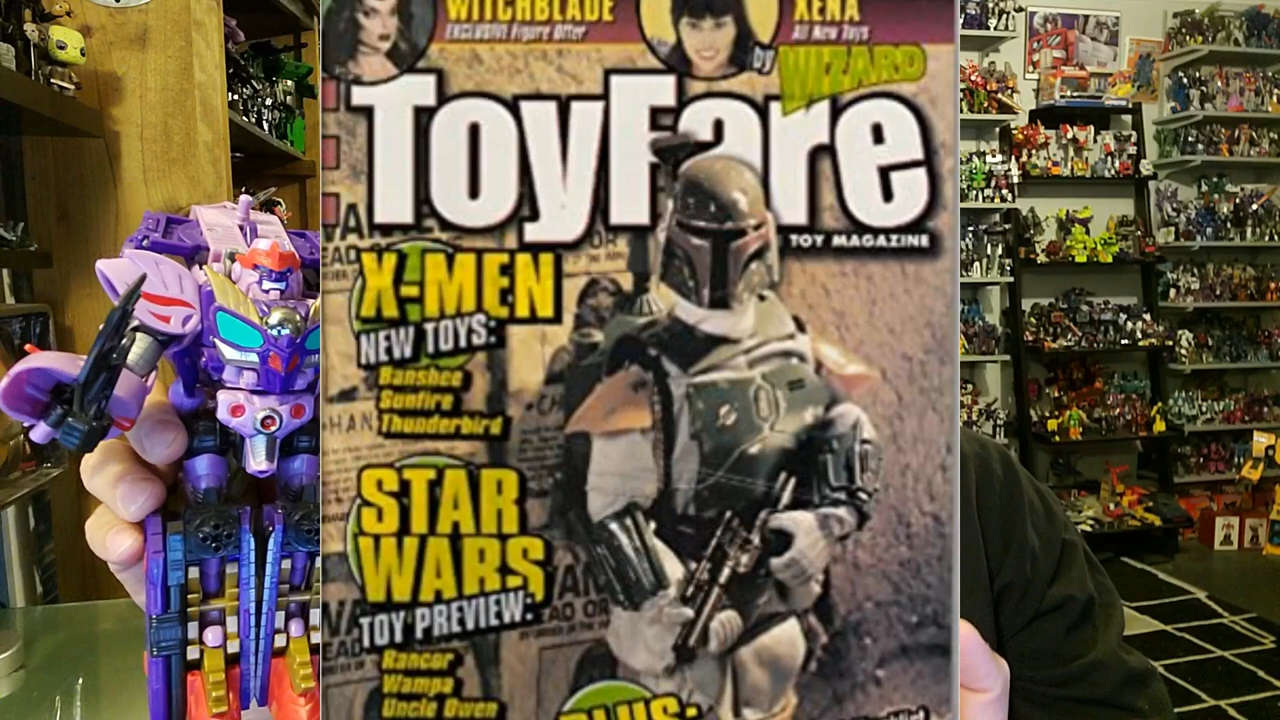 WITCHBLADE
EXCLUSIVE Figure Offer
XENA
All New Toys
by WIZARD
ToyFare
TOY MAGAZINE
X-MEN
NEW TOYS:
Banshee
Sunfire
Thunderbird
STAR
WARS
TOY PREVIEW:
Rancor
Wampa
Uncle Owen
PLUS: